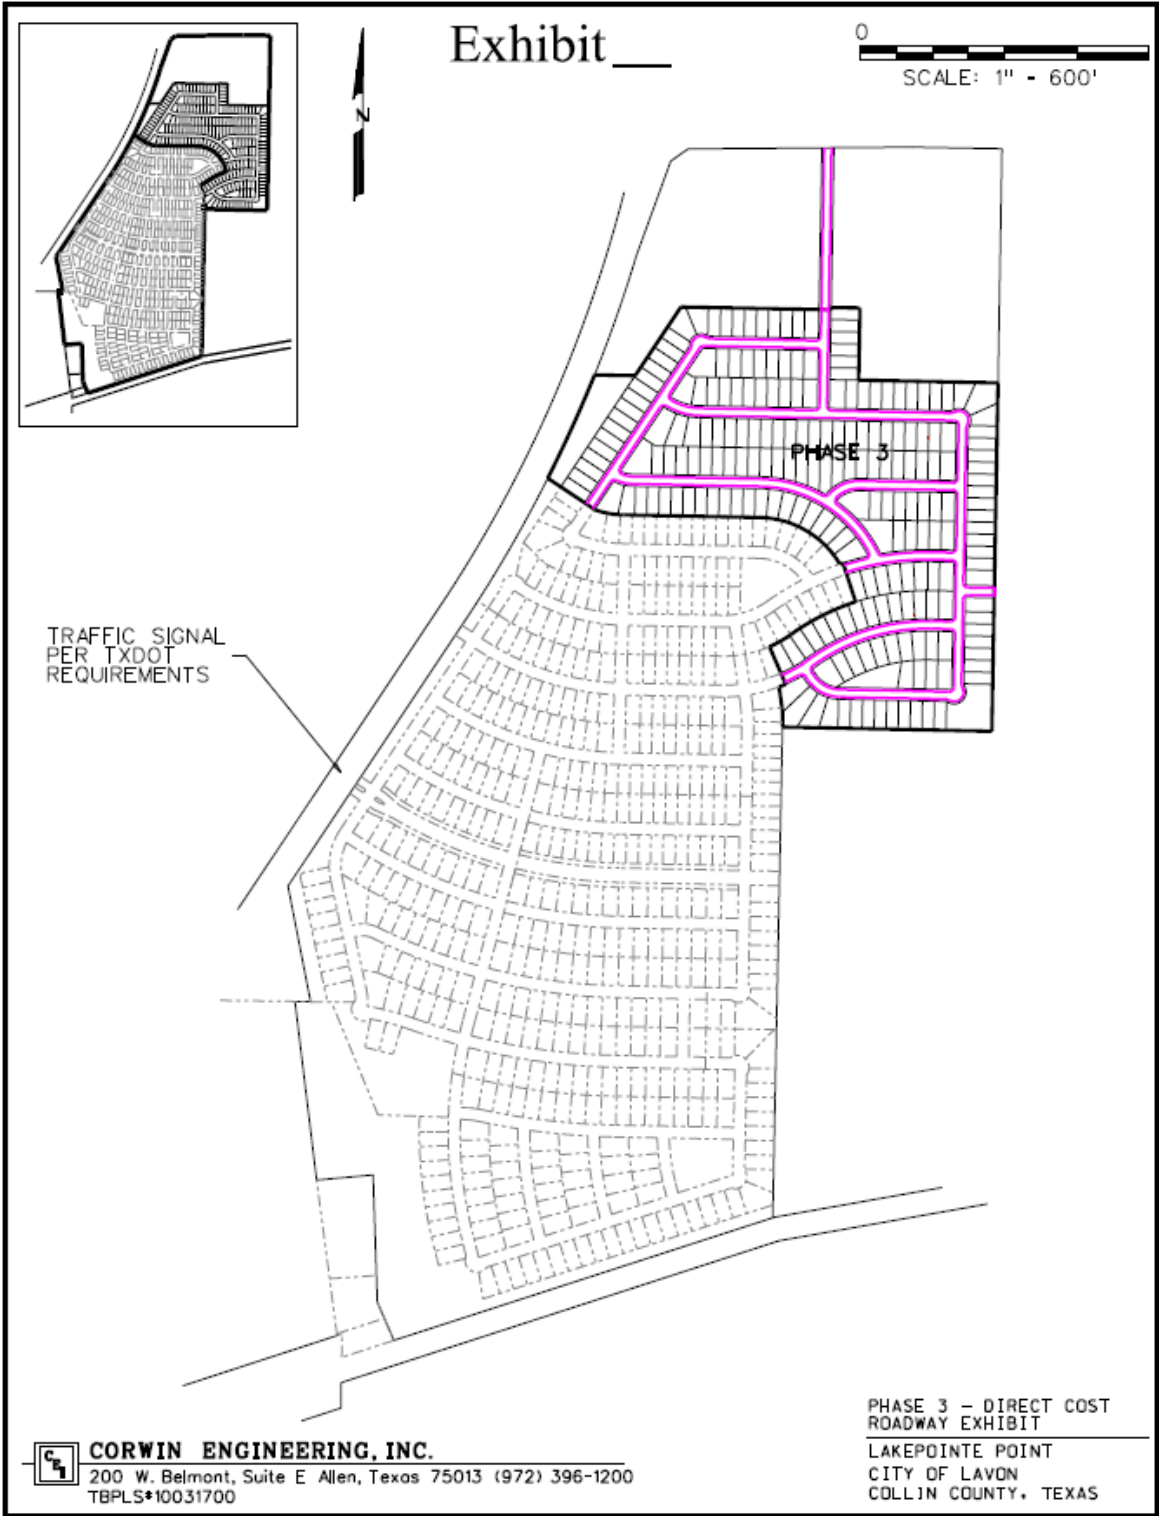 Exhibit__
0
SCALE: 1" - 600'
N
PHASE 3
TRAFFIC SIGNAL
PER TXDOT
REQUIREMENTS
PHASE 3 - DIRECT COST
ROADWAY EXHIBIT
LAKEPOINTE POINT
CITY OF LAVON
COLLIN COUNTY, TEXAS
CEI
CORWIN ENGINEERING, INC.
200 W. Belmont, Suite E Allen, Texas 75013 (972) 396-1200
TBPLS#10031700